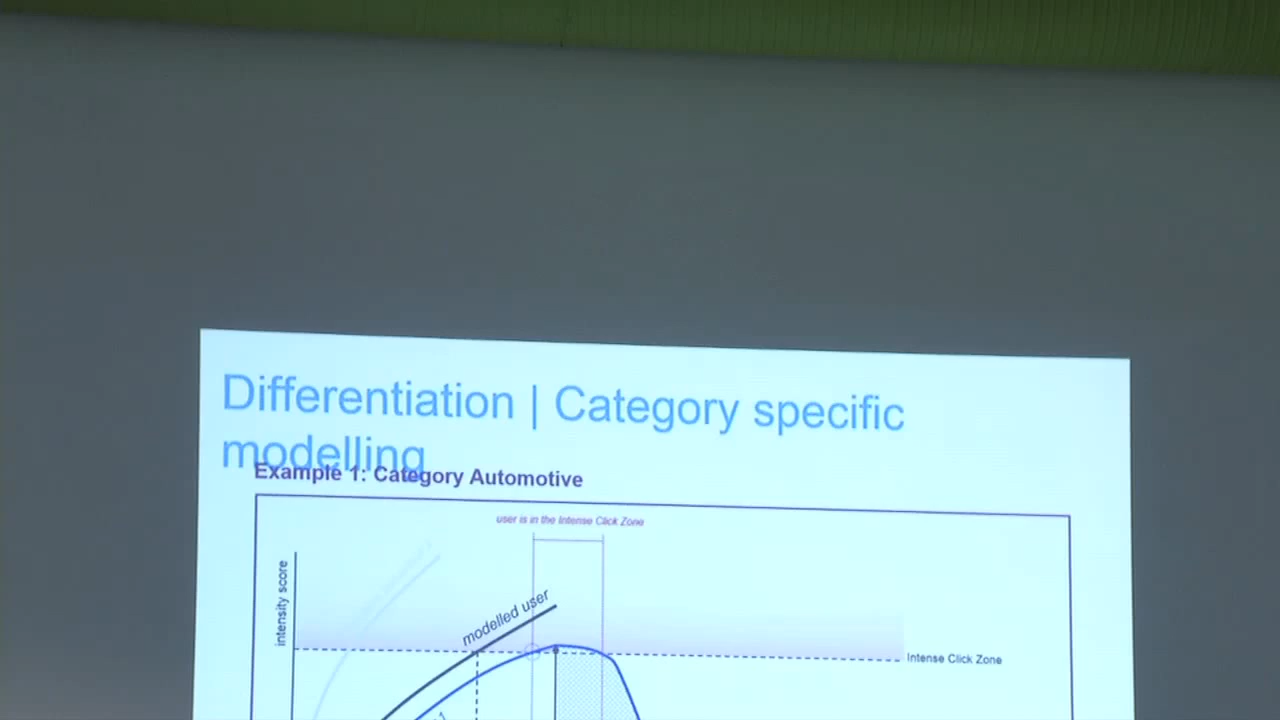 Differentiation | Category specific
modelling
Example 1: Category Automotive
user is in the Intense Click Zone
intensity score
modelled user
Intense Click Zone